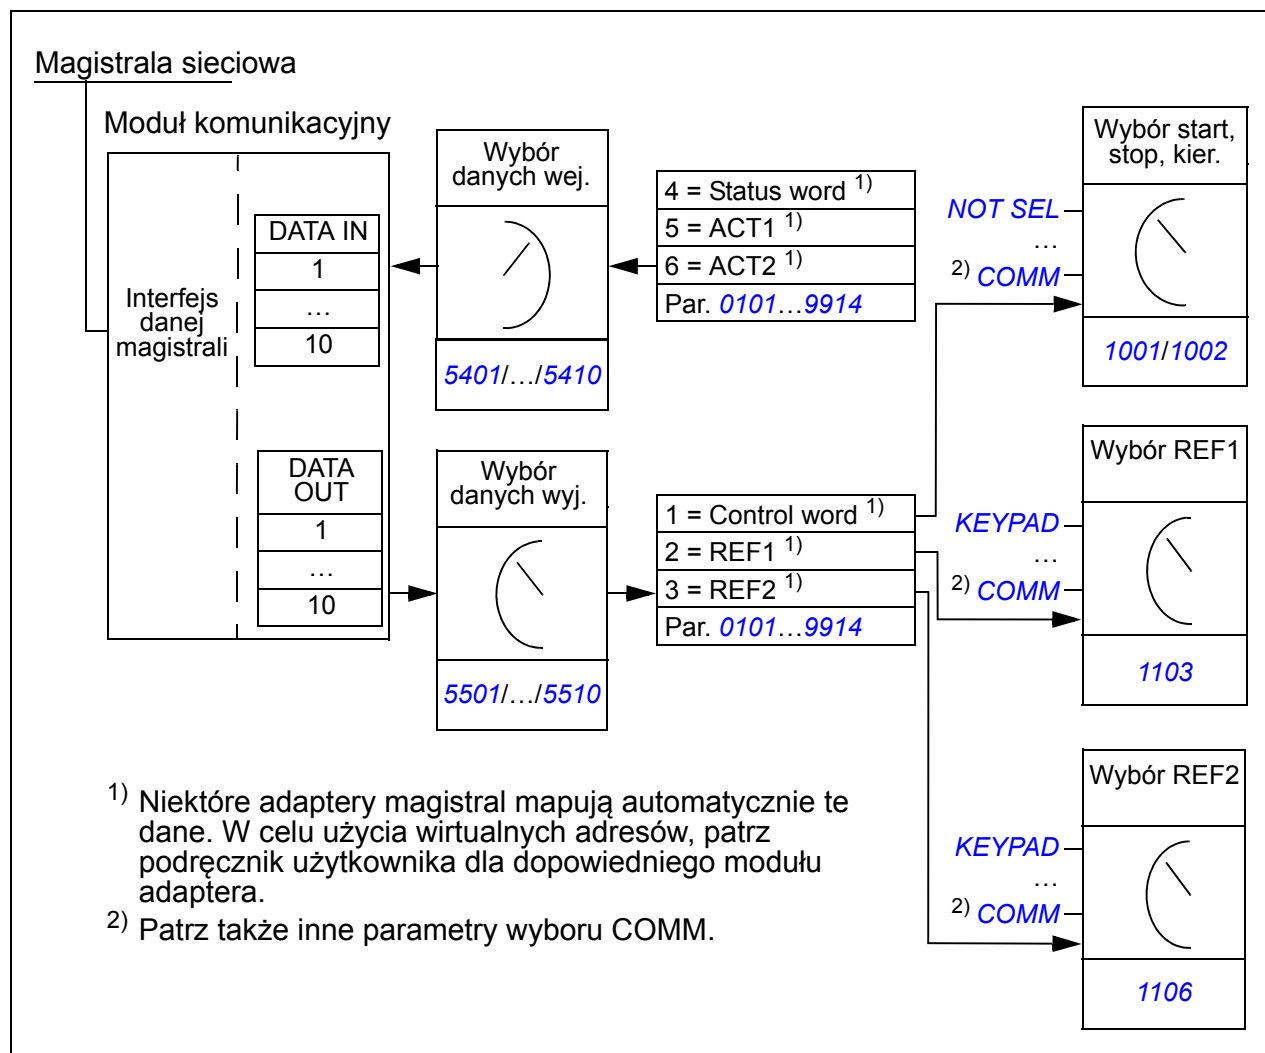 Magistrala sieciowa
Moduł komunikacyjny
Interfejs
danej
magistrali
DATA IN
1
…
10
DATA
OUT
1
…
10
Wybór
danych wej.
5401/…/5410
Wybór
danych wyj.
5501/…/5510
4 = Status word 1)
5 = ACT1 1)
6 = ACT2 1)
Par. 0101…9914
1 = Control word 1)
2 = REF1 1)
3 = REF2 1)
Par. 0101…9914
Wybór start,
stop, kier.
NOT SEL
…
2) COMM
1001/1002
Wybór REF1
KEYPAD
…
2) COMM
1103
Wybór REF2
KEYPAD
…
2) COMM
1106
1) Niektóre adaptery magistral mapują automatycznie te
dane. W celu użycia wirtualnych adresów, patrz
podręcznik użytkownika dla dopowiedniego modułu
adaptera.
2) Patrz także inne parametry wyboru COMM.